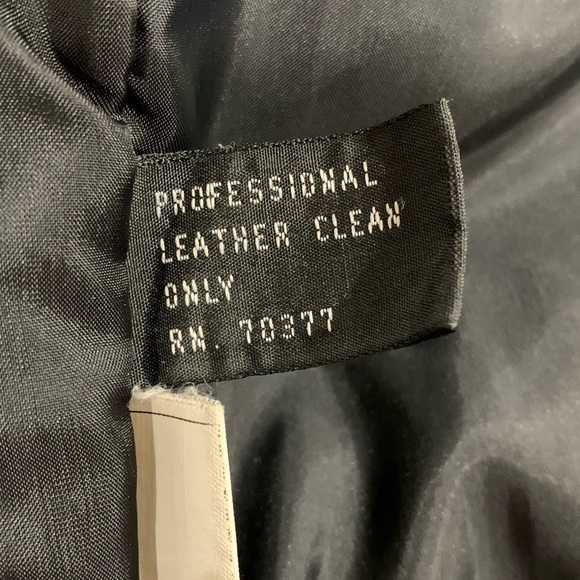 PROFESSIONAL
LEATHER CLEAN
ONLY
RN. 70377